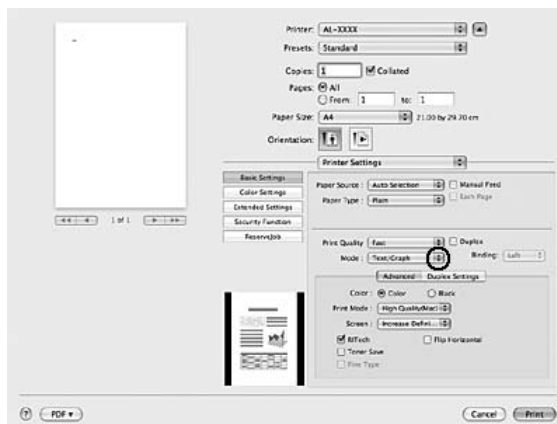 Printer: AL-XXXX
Presets: Standard
Copies: 1 Collated
Pages: All
From: 1 to: 1
Paper Size: A4 21.00 by 29.70 cm
Orientation:
Printer Settings
Basic Settings
Color Settings
Extended Settings
Security Function
ReserveJob
Paper Source : Auto Selection Manual Feed
Paper Type : Plain Each Page
1 of 1
Print Quality : Fast Duplex
Mode : Text/Graph Binding: Left
Advanced Duplex Settings
Color : Color Black
Print Mode : High Quality(Mac)
Screen : Increase Defini...
RITech Flip Horizontal
Toner Save
Fine Type
? PDF Cancel Print